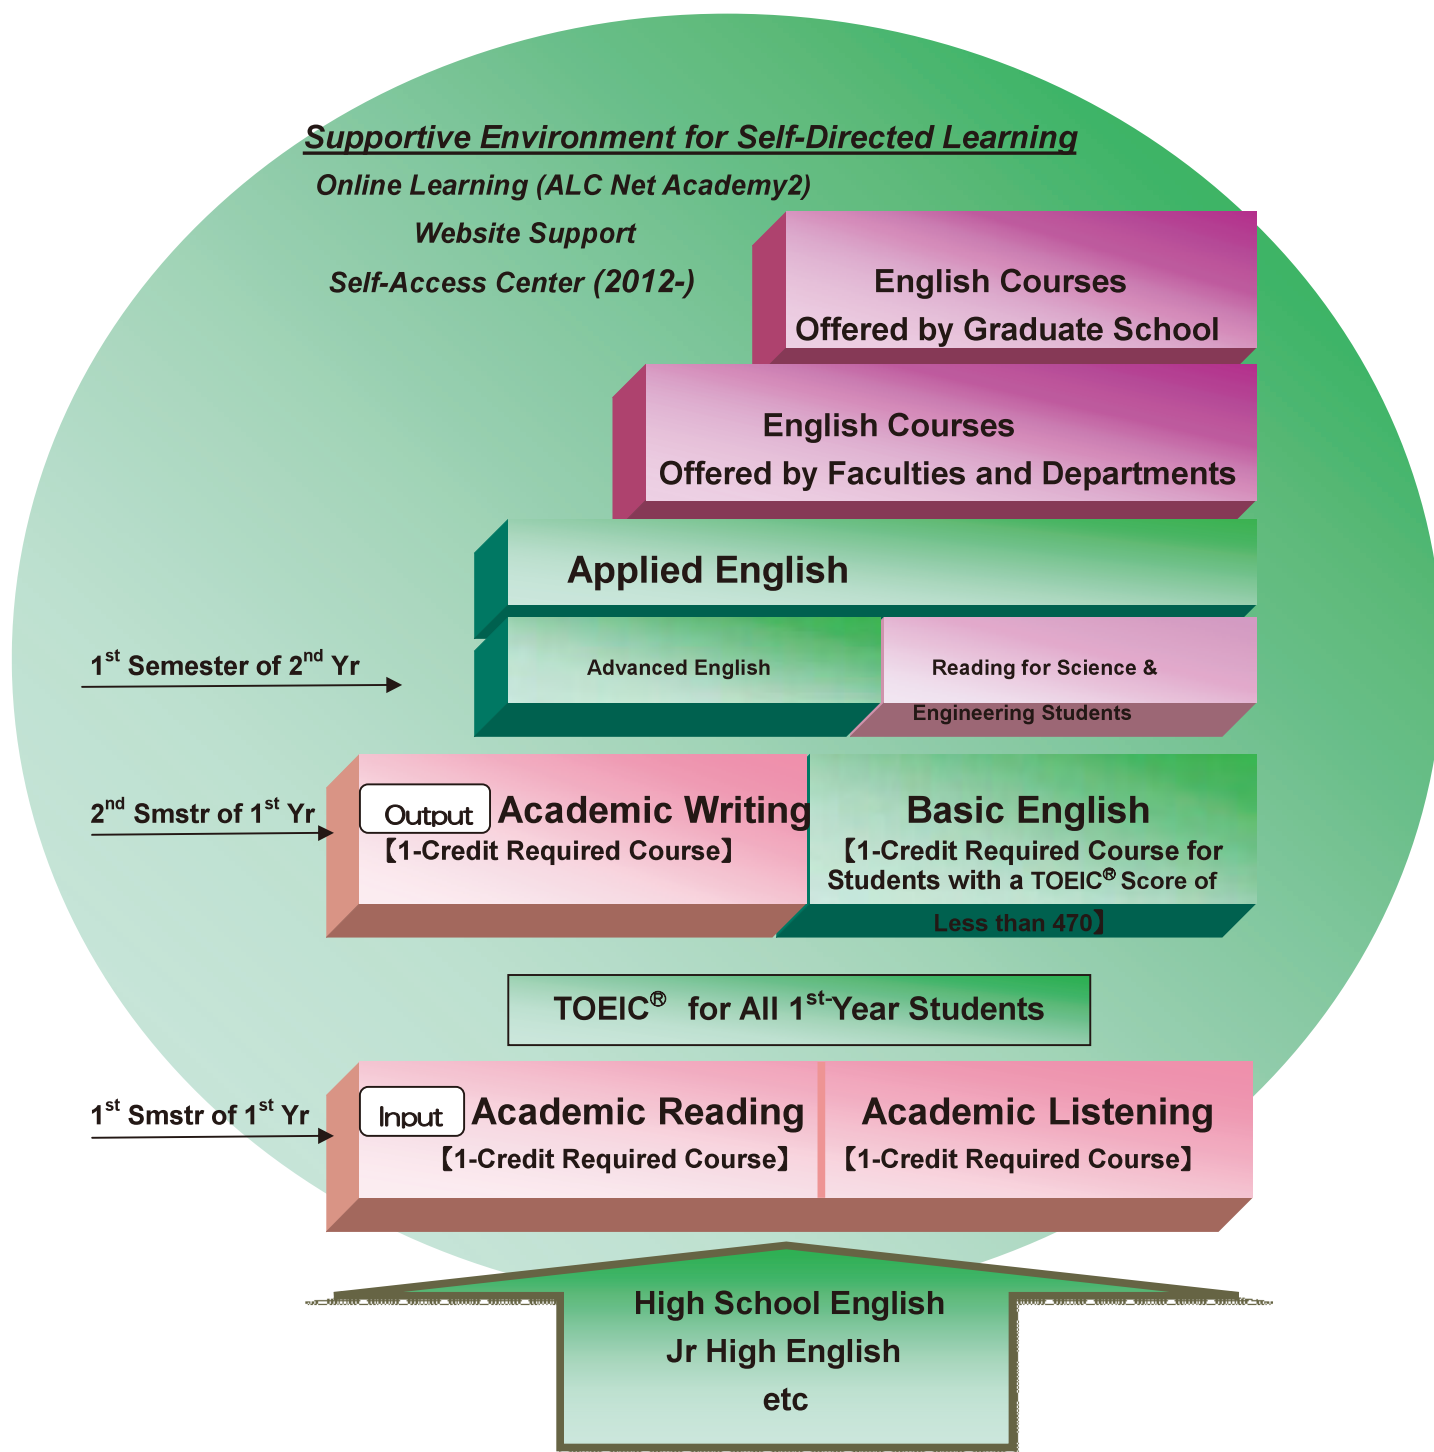 Supportive Environment for Self-Directed Learning
Online Learning (ALC Net Academy2)
Website Support
Self-Access Center (2012-)
English Courses
Offered by Graduate School
English Courses
Offered by Faculties and Departments
Applied English
1st Semester of 2nd Yr
Advanced English
Reading for Science &
Engineering Students
2nd Smstr of 1st Yr
Output
Academic Writing
【1-Credit Required Course】
Basic English
【1-Credit Required Course for
Students with a TOEIC® Score of
Less than 470】
TOEIC® for All 1st-Year Students
1st Smstr of 1st Yr
Input
Academic Reading
【1-Credit Required Course】
Academic Listening
【1-Credit Required Course】
High School English
Jr High English
etc